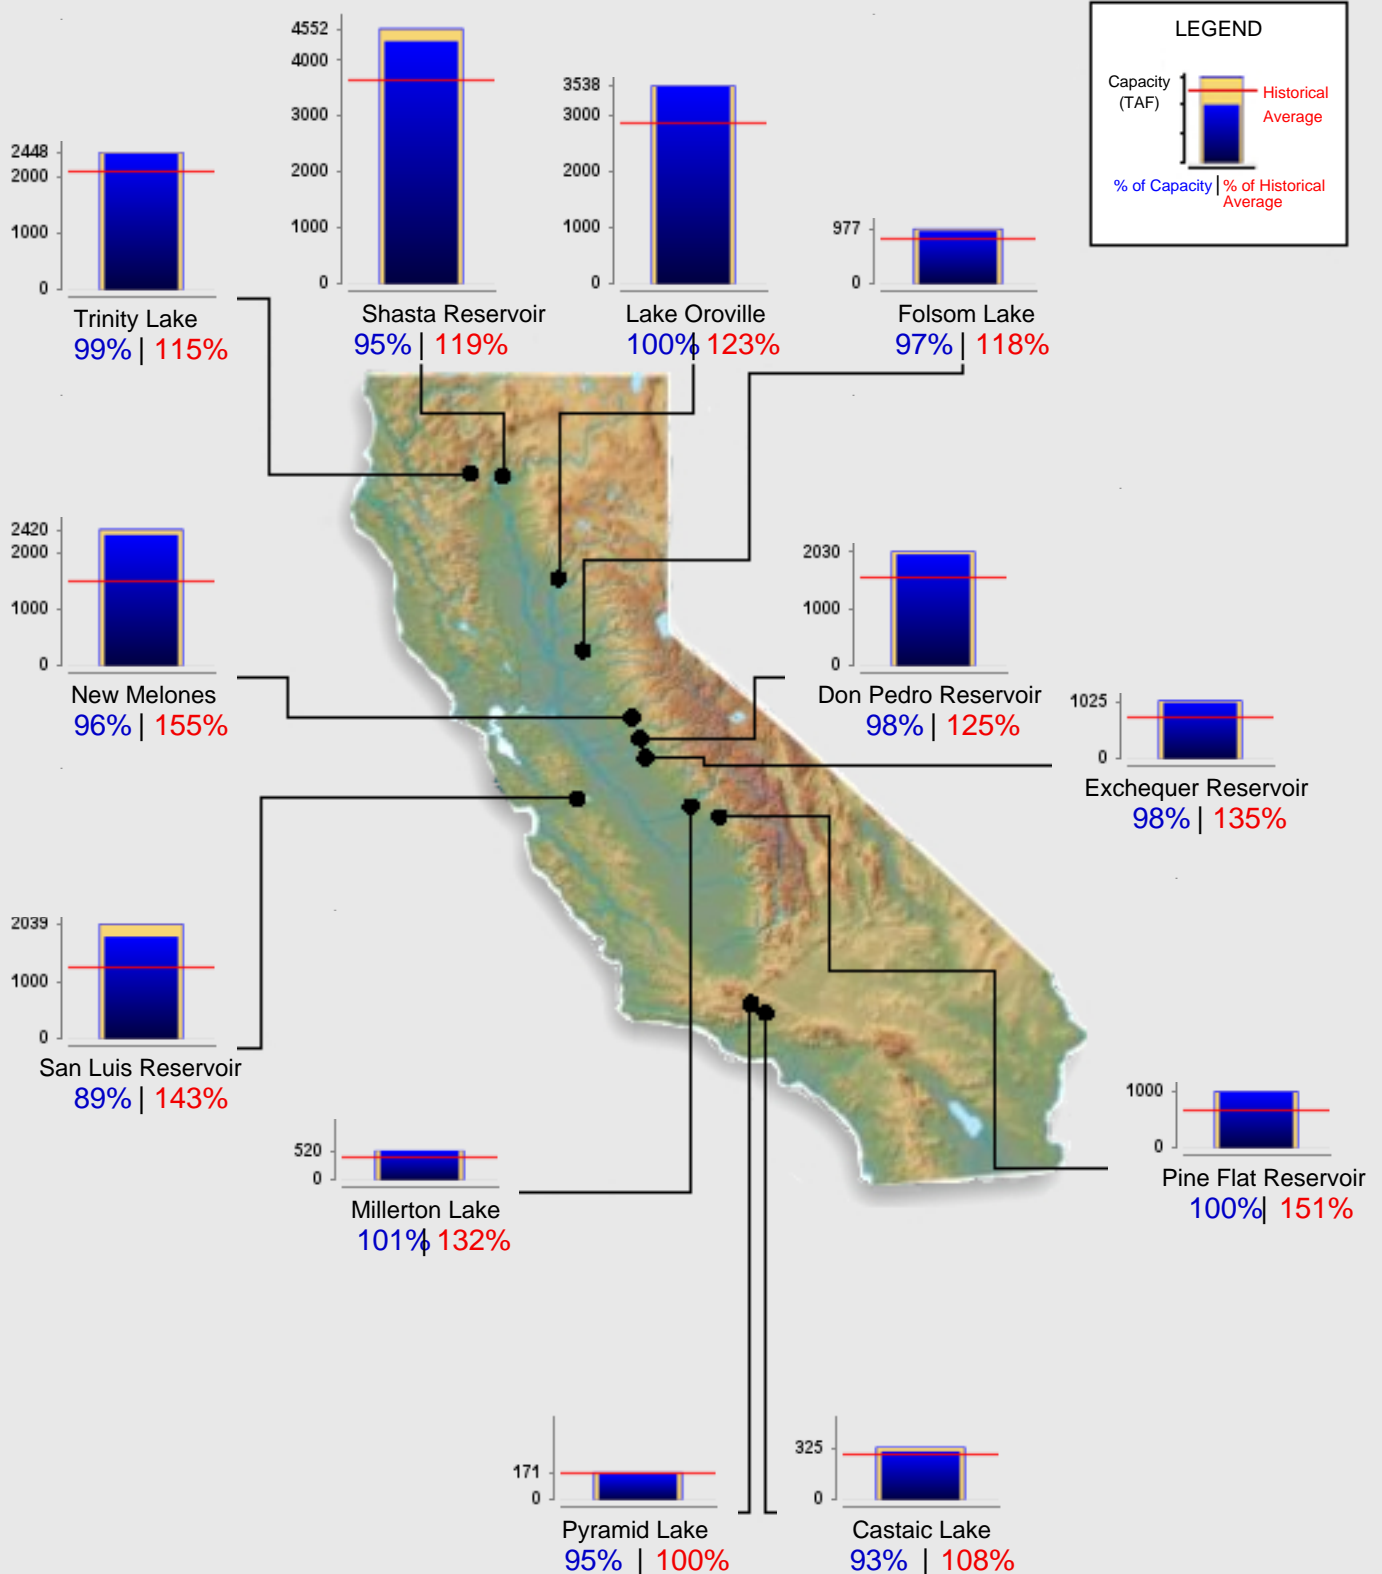 LEGEND
Capacity
(TAF)
Historical
Average
% of Capacity | % of Historical
Average
4552
4000
3000
2000
1000
0
Shasta Reservoir
95% | 119%
3538
3000
2000
1000
0
Lake Oroville
100% | 123%
2448
2000
1000
0
Trinity Lake
99% | 115%
977
0
Folsom Lake
97% | 118%
2420
2000
1000
0
New Melones
96% | 155%
2030
1000
0
Don Pedro Reservoir
98% | 125%
1025
0
Exchequer Reservoir
98% | 135%
2039
1000
0
San Luis Reservoir
89% | 143%
520
0
Millerton Lake
101% | 132%
1000
0
Pine Flat Reservoir
100% | 151%
171
0
Pyramid Lake
95% | 100%
325
0
Castaic Lake
93% | 108%